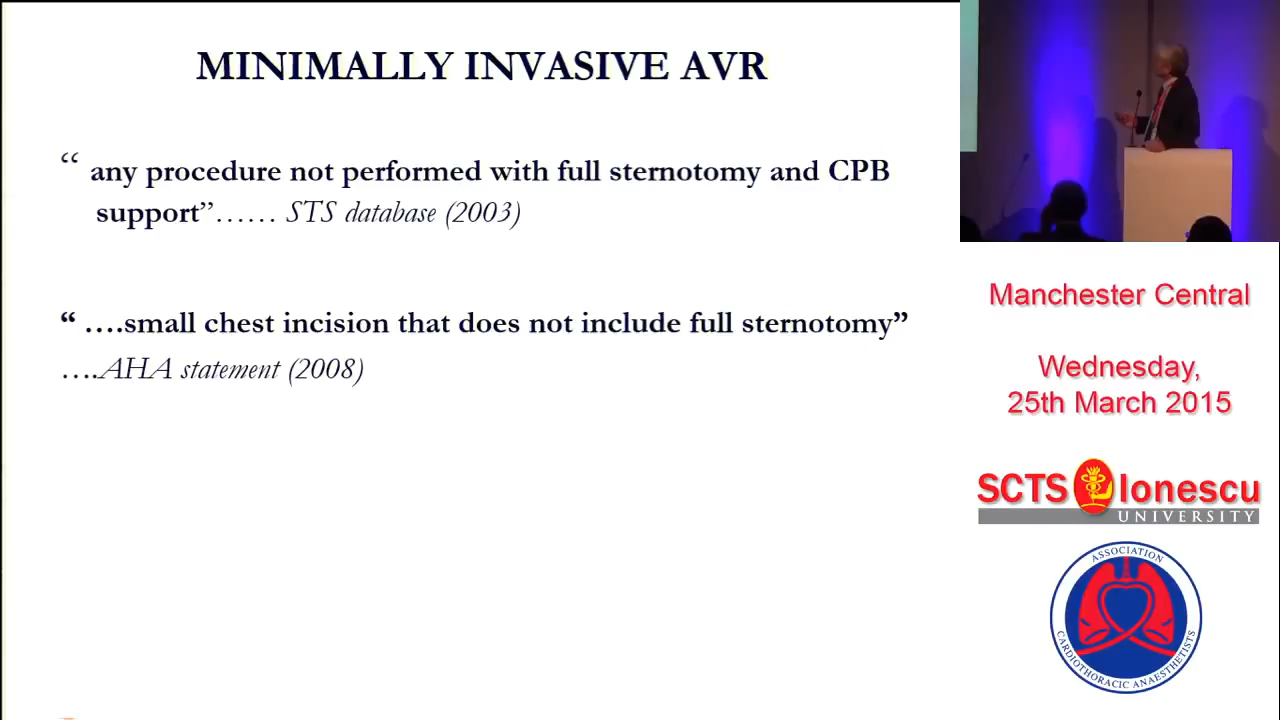 MINIMALLY INVASIVE AVR
“ any procedure not performed with full sternotomy and CPB
support”…… STS database (2003)
“ ….small chest incision that does not include full sternotomy”
….AHA statement (2008)
Manchester Central
Wednesday,
25th March 2015
SCTS Ionescu
UNIVERSITY
ASSOCIATION
CARDIOTHORACIC ANAESTHETISTS